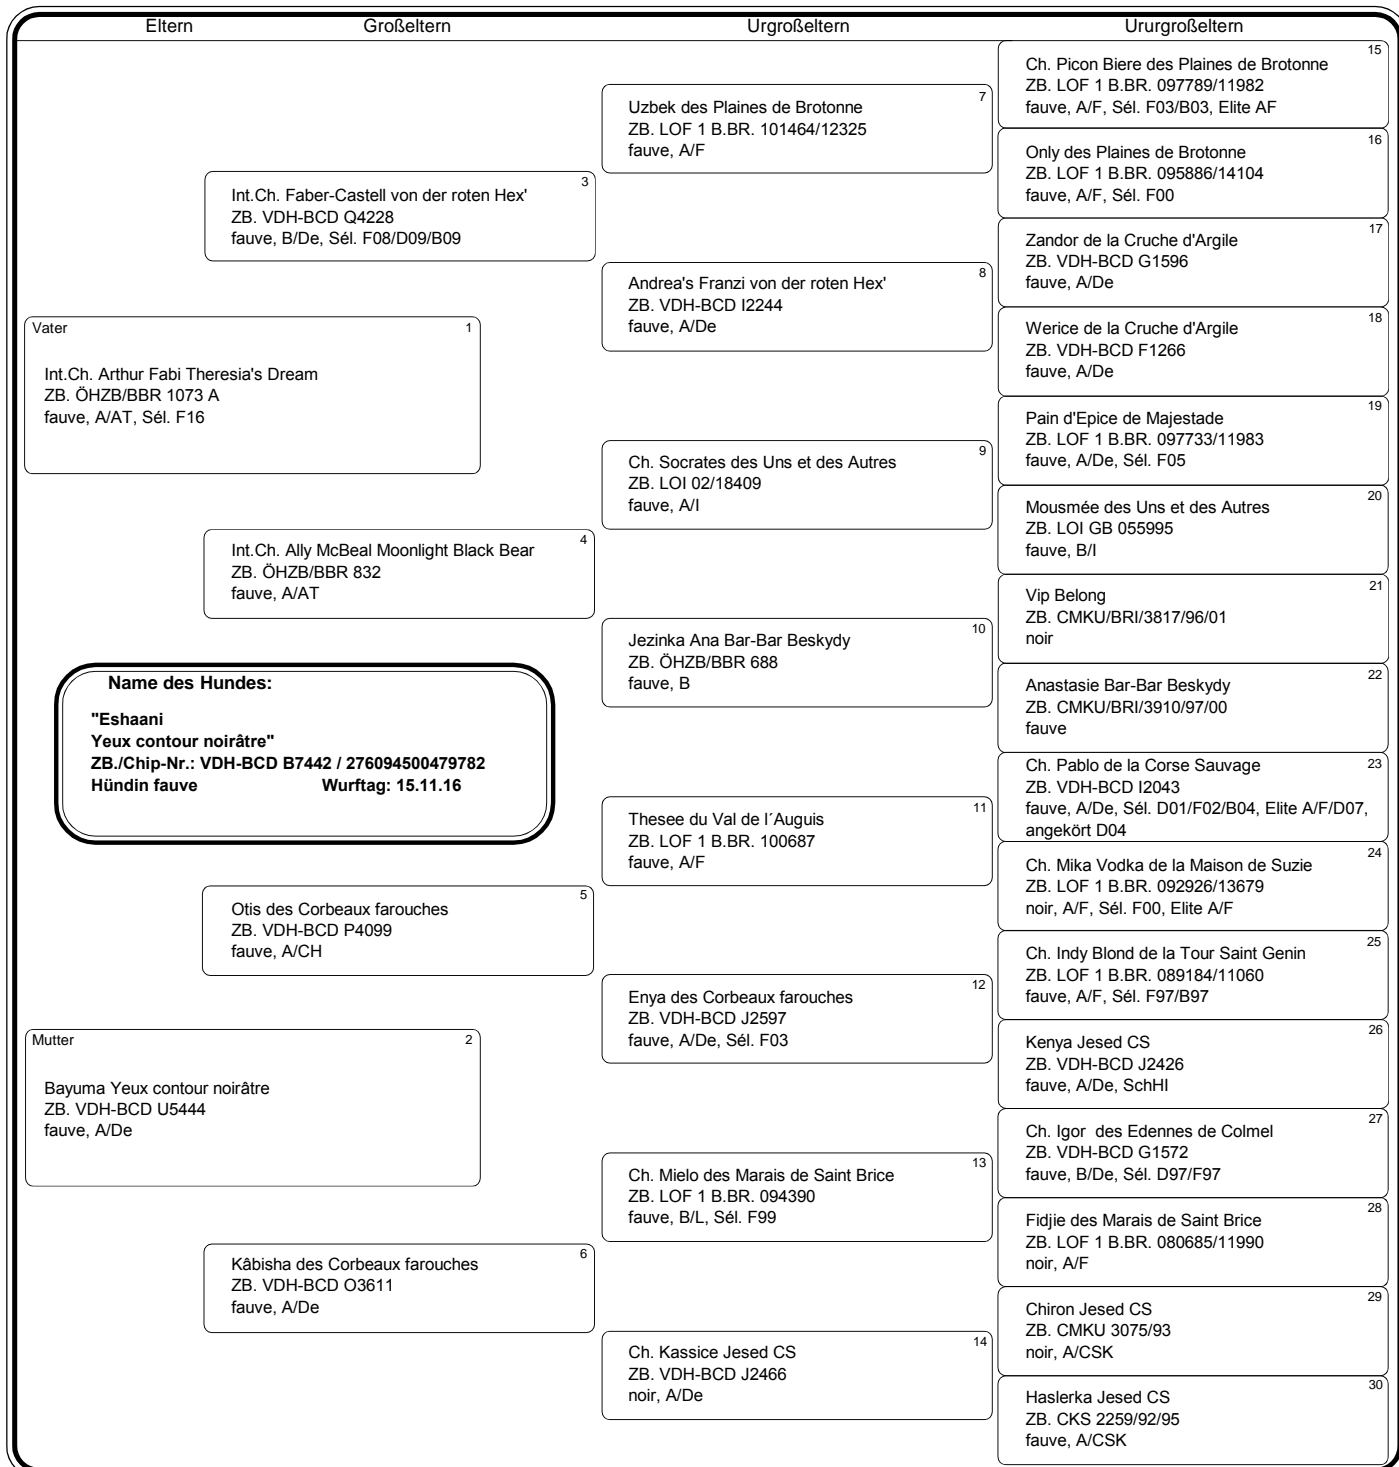 Eltern Großeltern Urgroßeltern Ururgroßeltern
Vater 1
Int.Ch. Arthur Fabi Theresia's Dream
ZB. ÖHZB/BBR 1073 A
fauve, A/AT, Sél. F16
Name des Hundes:
"Eshaani
Yeux contour noirâtre"
ZB./Chip-Nr.: VDH-BCD B7442 / 276094500479782
Hündin fauve Wurftag: 15.11.16
Mutter 2
Bayuma Yeux contour noirâtre
ZB. VDH-BCD U5444
fauve, A/De
3
Int.Ch. Faber-Castell von der roten Hex'
ZB. VDH-BCD Q4228
fauve, B/De, Sél. F08/D09/B09
4
Int.Ch. Ally McBeal Moonlight Black Bear
ZB. ÖHZB/BBR 832
fauve, A/AT
5
Otis des Corbeaux farouches
ZB. VDH-BCD P4099
fauve, A/CH
6
Kâbisha des Corbeaux farouches
ZB. VDH-BCD O3611
fauve, A/De
7
Uzbek des Plaines de Brotonne
ZB. LOF 1 B.BR. 101464/12325
fauve, A/F
8
Andrea's Franzi von der roten Hex'
ZB. VDH-BCD I2244
fauve, A/De
9
Ch. Socrates des Uns et des Autres
ZB. LOI 02/18409
fauve, A/I
10
Jezinka Ana Bar-Bar Beskydy
ZB. ÖHZB/BBR 688
fauve, B
11
Thesee du Val de l´Auguis
ZB. LOF 1 B.BR. 100687
fauve, A/F
12
Enya des Corbeaux farouches
ZB. VDH-BCD J2597
fauve, A/De, Sél. F03
13
Ch. Mielo des Marais de Saint Brice
ZB. LOF 1 B.BR. 094390
fauve, B/L, Sél. F99
14
Ch. Kassice Jesed CS
ZB. VDH-BCD J2466
noir, A/De
15
Ch. Picon Biere des Plaines de Brotonne
ZB. LOF 1 B.BR. 097789/11982
fauve, A/F, Sél. F03/B03, Elite AF
16
Only des Plaines de Brotonne
ZB. LOF 1 B.BR. 095886/14104
fauve, A/F, Sél. F00
17
Zandor de la Cruche d'Argile
ZB. VDH-BCD G1596
fauve, A/De
18
Werice de la Cruche d'Argile
ZB. VDH-BCD F1266
fauve, A/De
19
Pain d'Epice de Majestade
ZB. LOF 1 B.BR. 097733/11983
fauve, A/De, Sél. F05
20
Mousmée des Uns et des Autres
ZB. LOI GB 055995
fauve, B/I
21
Vip Belong
ZB. CMKU/BRI/3817/96/01
noir
22
Anastasie Bar-Bar Beskydy
ZB. CMKU/BRI/3910/97/00
fauve
23
Ch. Pablo de la Corse Sauvage
ZB. VDH-BCD I2043
fauve, A/De, Sél. D01/F02/B04, Elite A/F/D07,
angekört D04
24
Ch. Mika Vodka de la Maison de Suzie
ZB. LOF 1 B.BR. 092926/13679
noir, A/F, Sél. F00, Elite A/F
25
Ch. Indy Blond de la Tour Saint Genin
ZB. LOF 1 B.BR. 089184/11060
fauve, A/F, Sél. F97/B97
26
Kenya Jesed CS
ZB. VDH-BCD J2426
fauve, A/De, SchHI
27
Ch. Igor des Edennes de Colmel
ZB. VDH-BCD G1572
fauve, B/De, Sél. D97/F97
28
Fidjie des Marais de Saint Brice
ZB. LOF 1 B.BR. 080685/11990
noir, A/F
29
Chiron Jesed CS
ZB. CMKU 3075/93
noir, A/CSK
30
Haslerka Jesed CS
ZB. CKS 2259/92/95
fauve, A/CSK